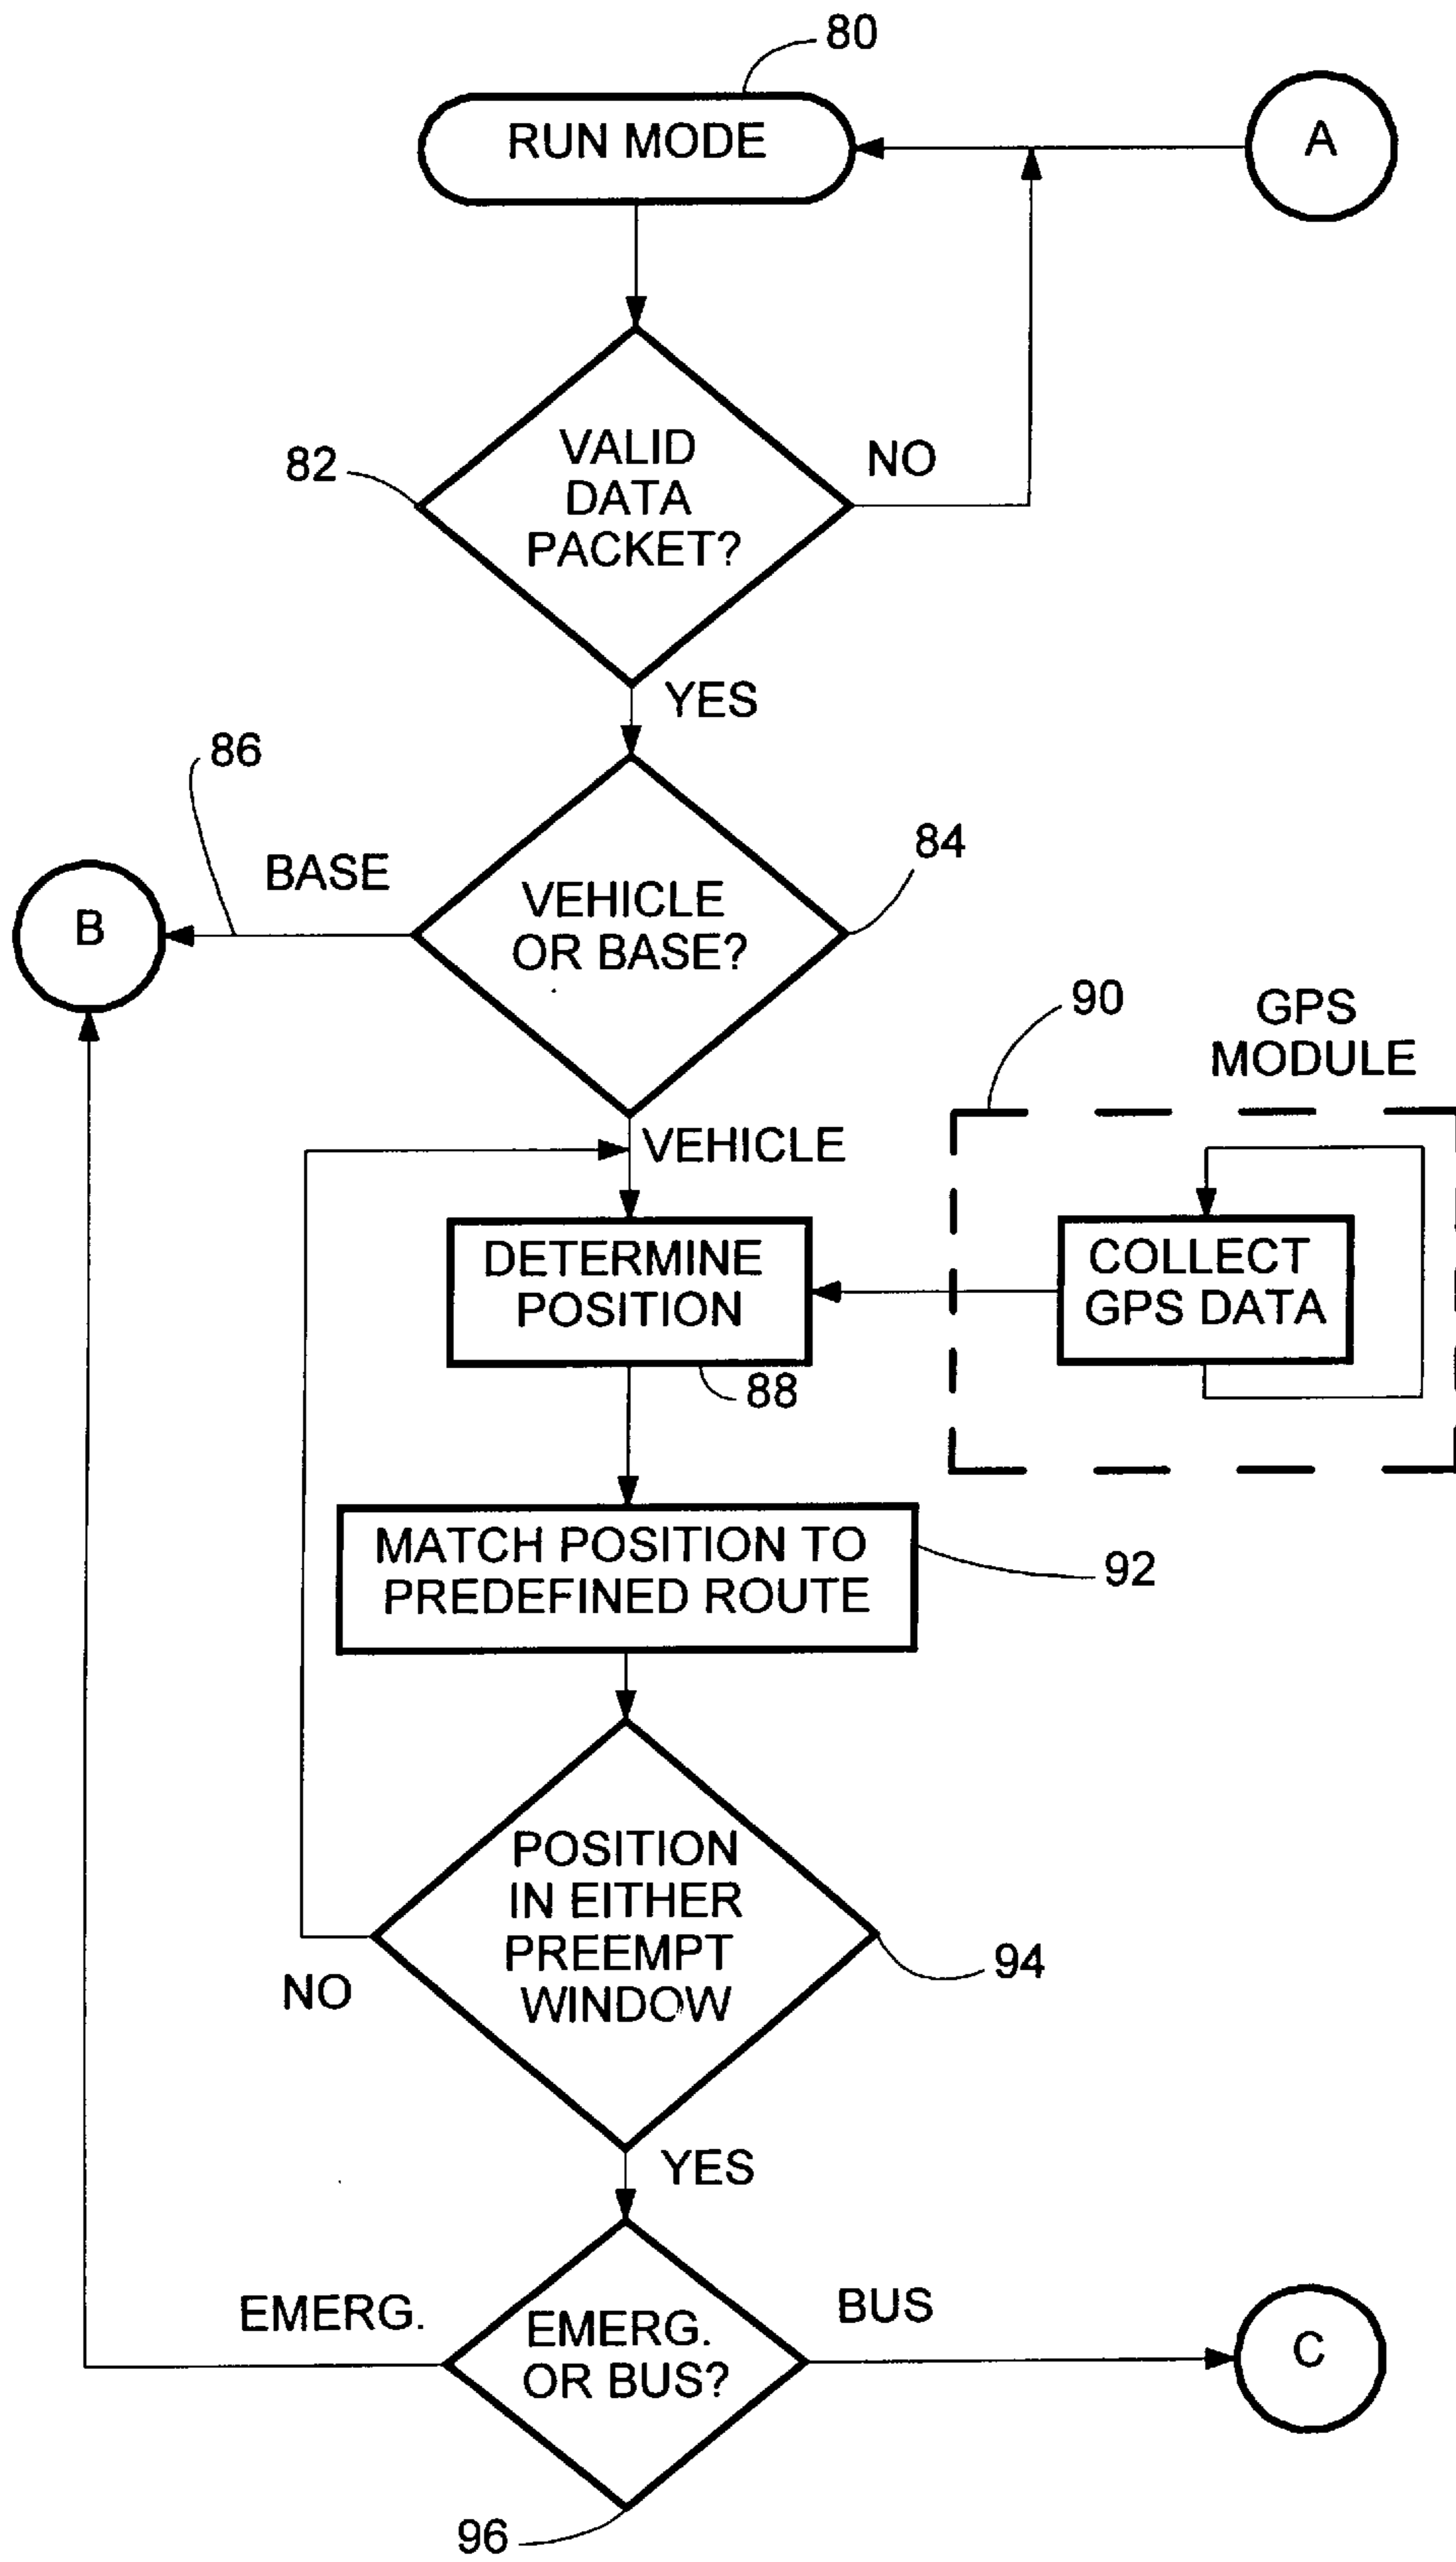 80
RUN MODE
A
VALID
DATA
PACKET?
82
NO
YES
86
84
BASE
B
VEHICLE
OR BASE?
90
GPS
MODULE
VEHICLE
DETERMINE
POSITION
COLLECT
GPS DATA
88
MATCH POSITION TO
PREDEFINED ROUTE
92
POSITION
IN EITHER
PREEMPT
WINDOW
94
NO
YES
EMERG.
EMERG.
OR BUS?
BUS
C
96